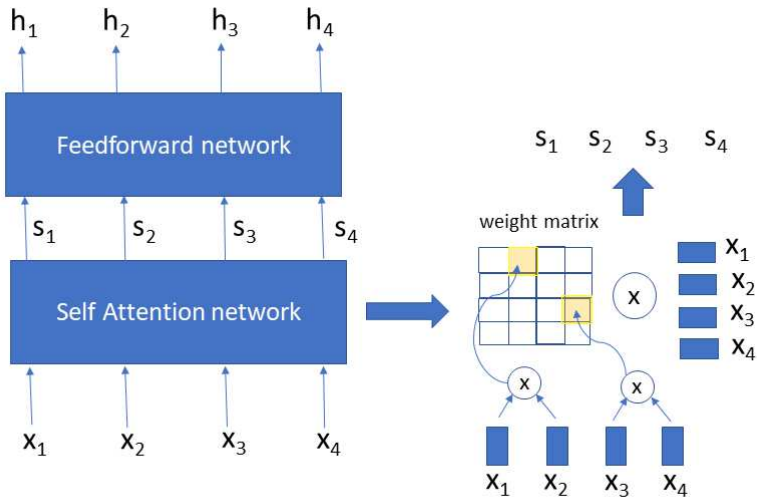 h₁ h₂ h₃ h₄
Feedforward network
s₁ s₂ s₃ s₄
Self Attention network
x₁ x₂ x₃ x₄
s₁ s₂ s₃ s₄
weight matrix
x x₁
x₂
x₃
x₄
x x
x₁ x₂ x₃ x₄